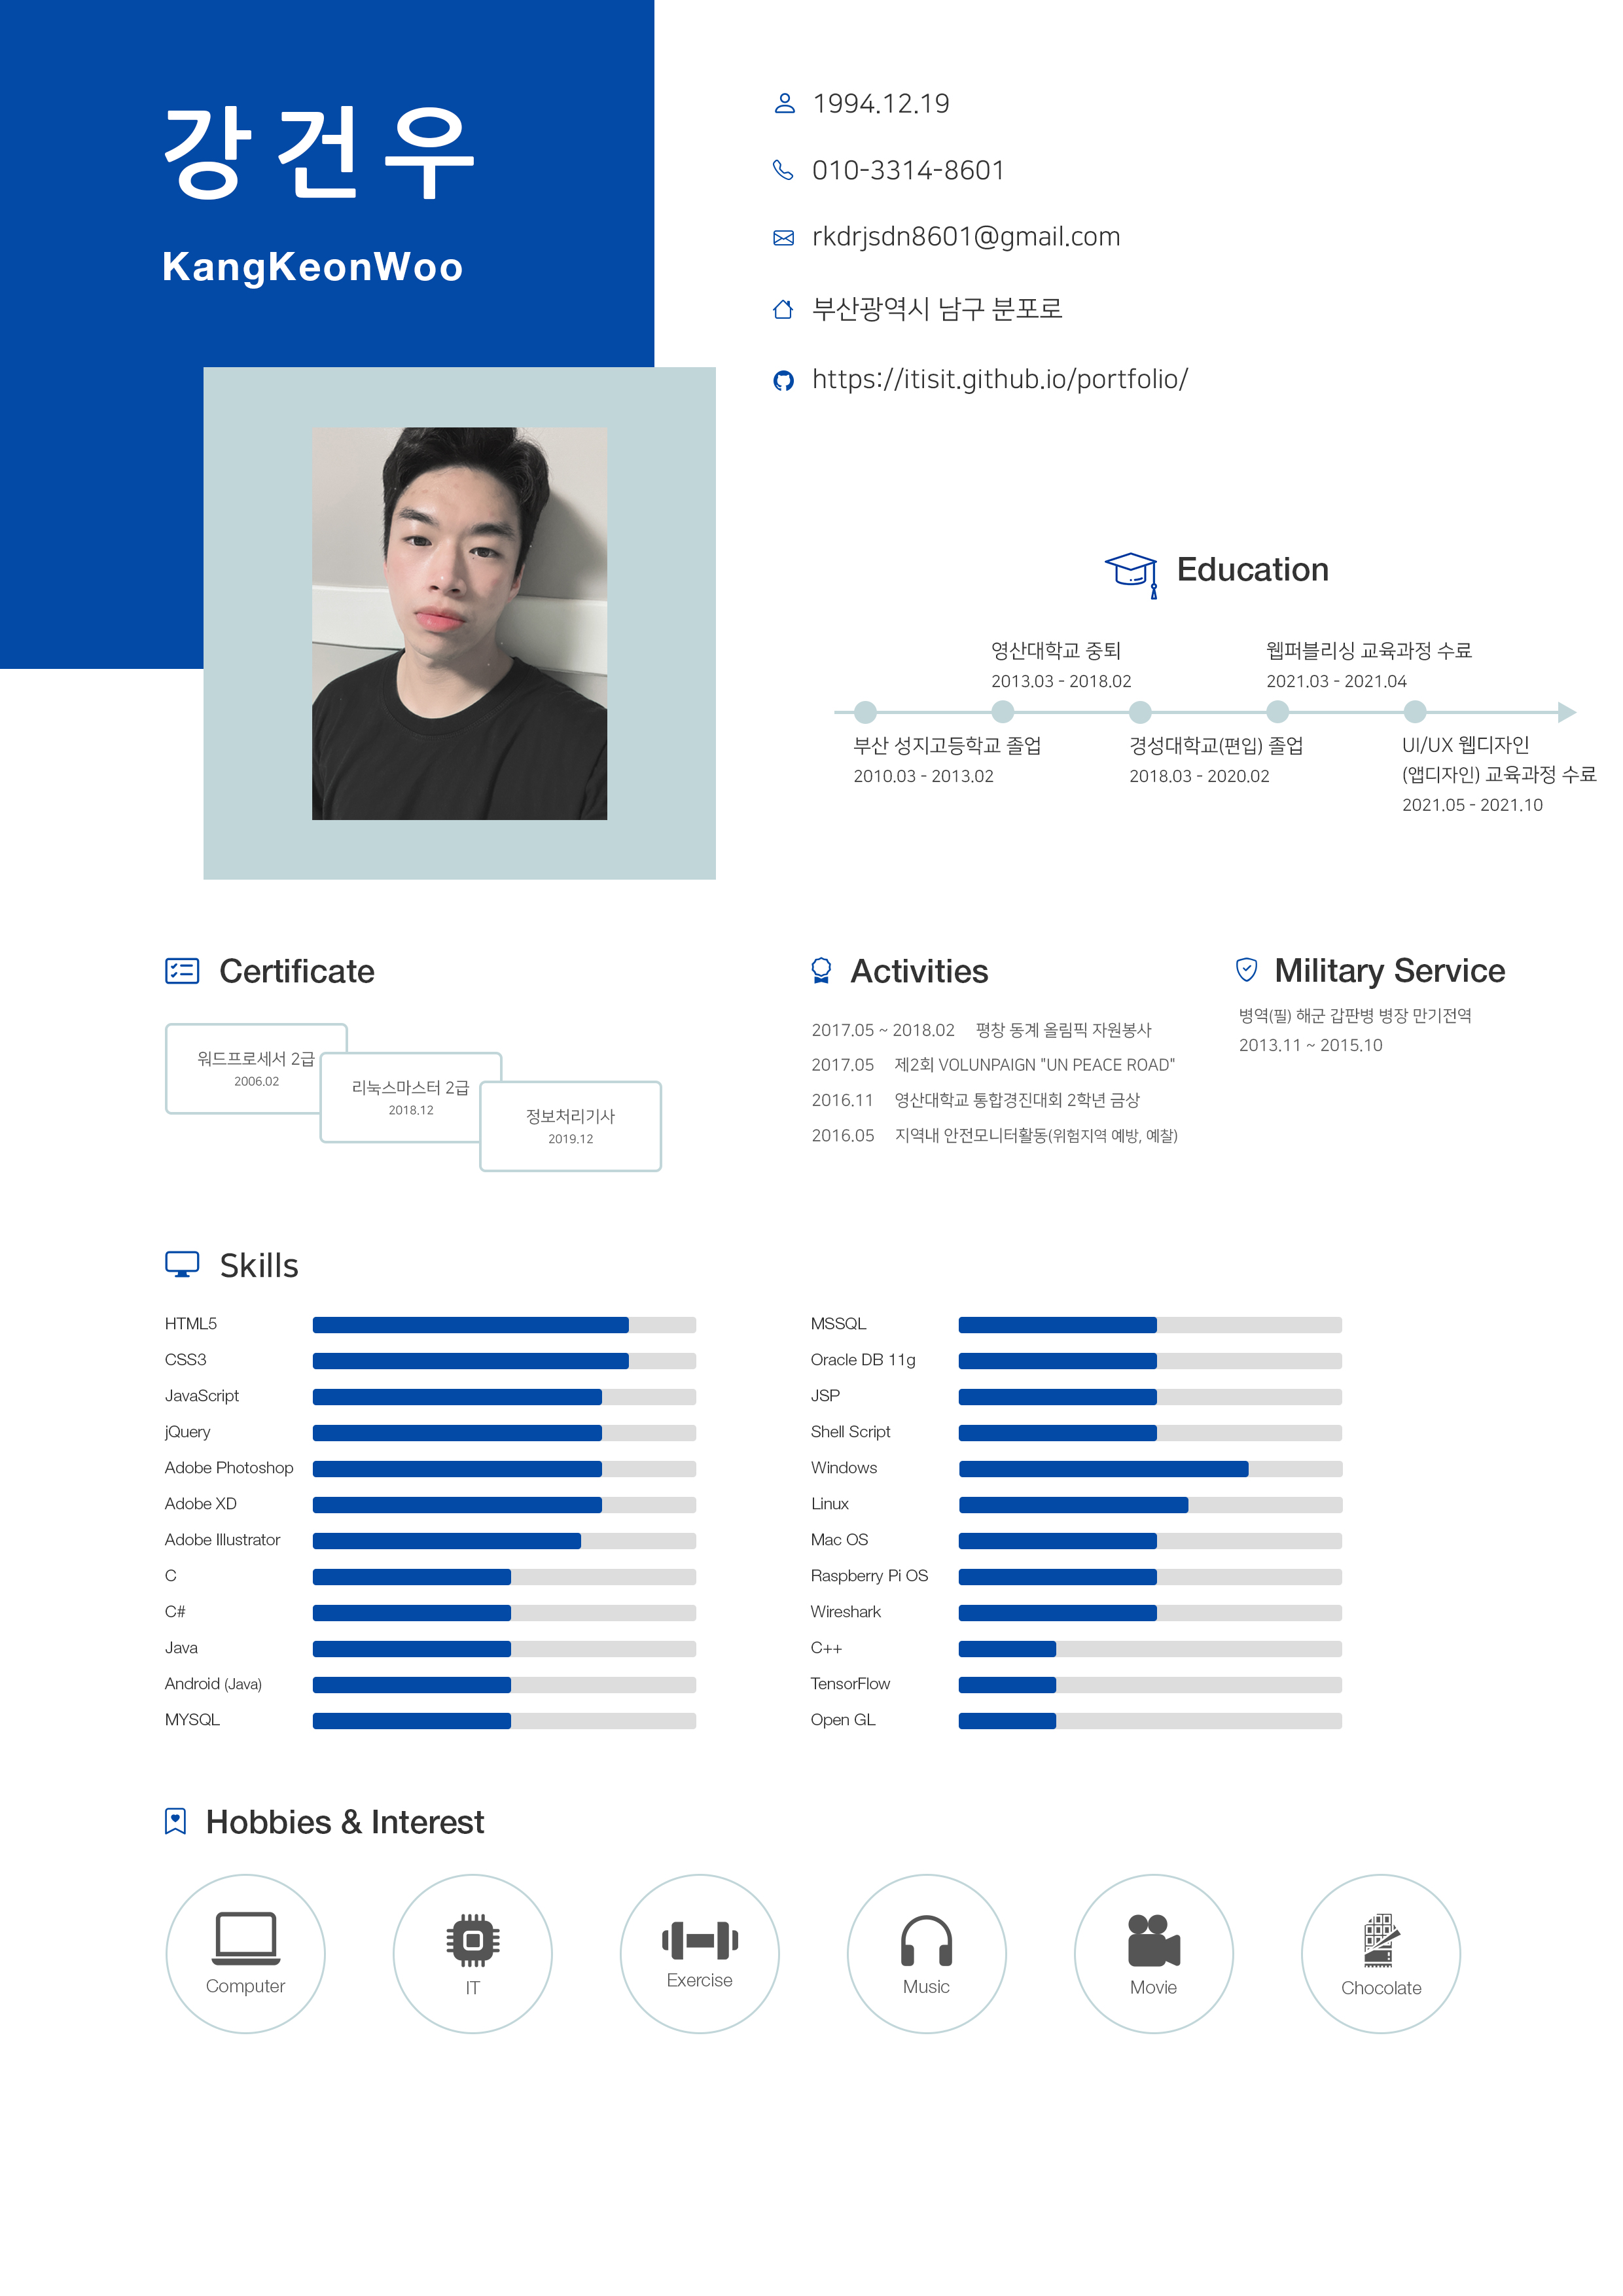 강건우
KangKeonWoo
1994.12.19
010-3314-8601
rkdrjsdn8601@gmail.com
부산광역시 남구 분포로
https://itisit.github.io/portfolio/
Education
영산대학교 중퇴
2013.03 - 2018.02
웹퍼블리싱 교육과정 수료
2021.03 - 2021.04
부산 성지고등학교 졸업
2010.03 - 2013.02
경성대학교(편입) 졸업
2018.03 - 2020.02
UI/UX 웹디자인
(앱디자인) 교육과정 수료
2021.05 - 2021.10
Certificate
워드프로세서 2급
2006.02
리눅스마스터 2급
2018.12
정보처리기사
2019.12
Activities
2017.05 ~ 2018.02 평창 동계 올림픽 자원봉사
2017.05 제2회 VOLUNPAIGN "UN PEACE ROAD"
2016.11 영산대학교 통합경진대회 2학년 금상
2016.05 지역내 안전모니터활동(위험지역 예방, 예찰)
Military Service
병역(필) 해군 갑판병 병장 만기전역
2013.11 ~ 2015.10
Skills
HTML5
CSS3
JavaScript
jQuery
Adobe Photoshop
Adobe XD
Adobe Illustrator
C
C#
Java
Android (Java)
MYSQL
MSSQL
Oracle DB 11g
JSP
Shell Script
Windows
Linux
Mac OS
Raspberry Pi OS
Wireshark
C++
TensorFlow
Open GL
Hobbies & Interest
Computer
IT
Exercise
Music
Movie
Chocolate